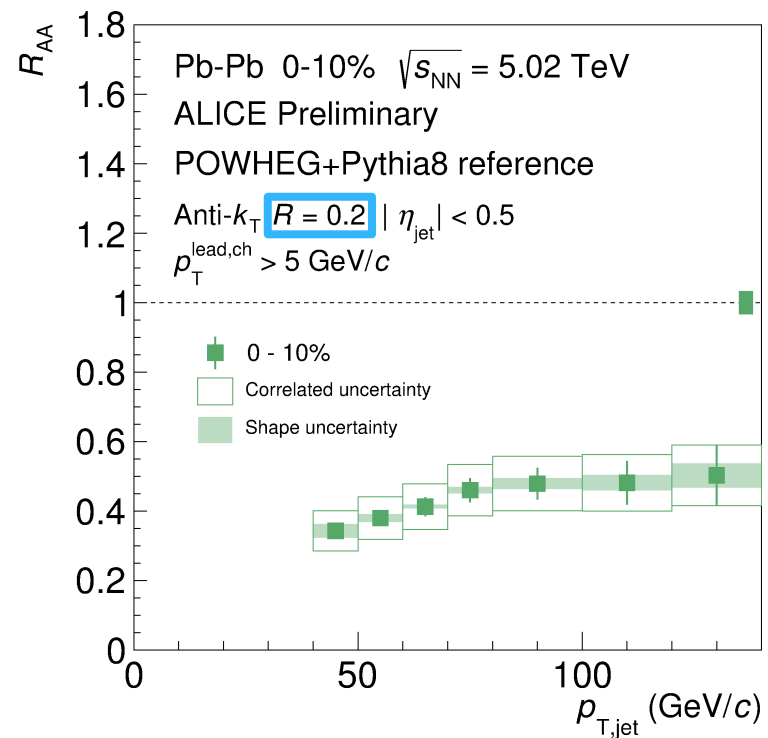 R_AA
1.8
1.6
1.4
1.2
1
0.8
0.6
0.4
0.2
0
Pb-Pb 0-10% √s_NN = 5.02 TeV
ALICE Preliminary
POWHEG+Pythia8 reference
Anti-k_T R = 0.2 | η_jet | < 0.5
p_T^lead,ch > 5 GeV/c
0 - 10%
Correlated uncertainty
Shape uncertainty
0 50 100
p_T,jet (GeV/c)